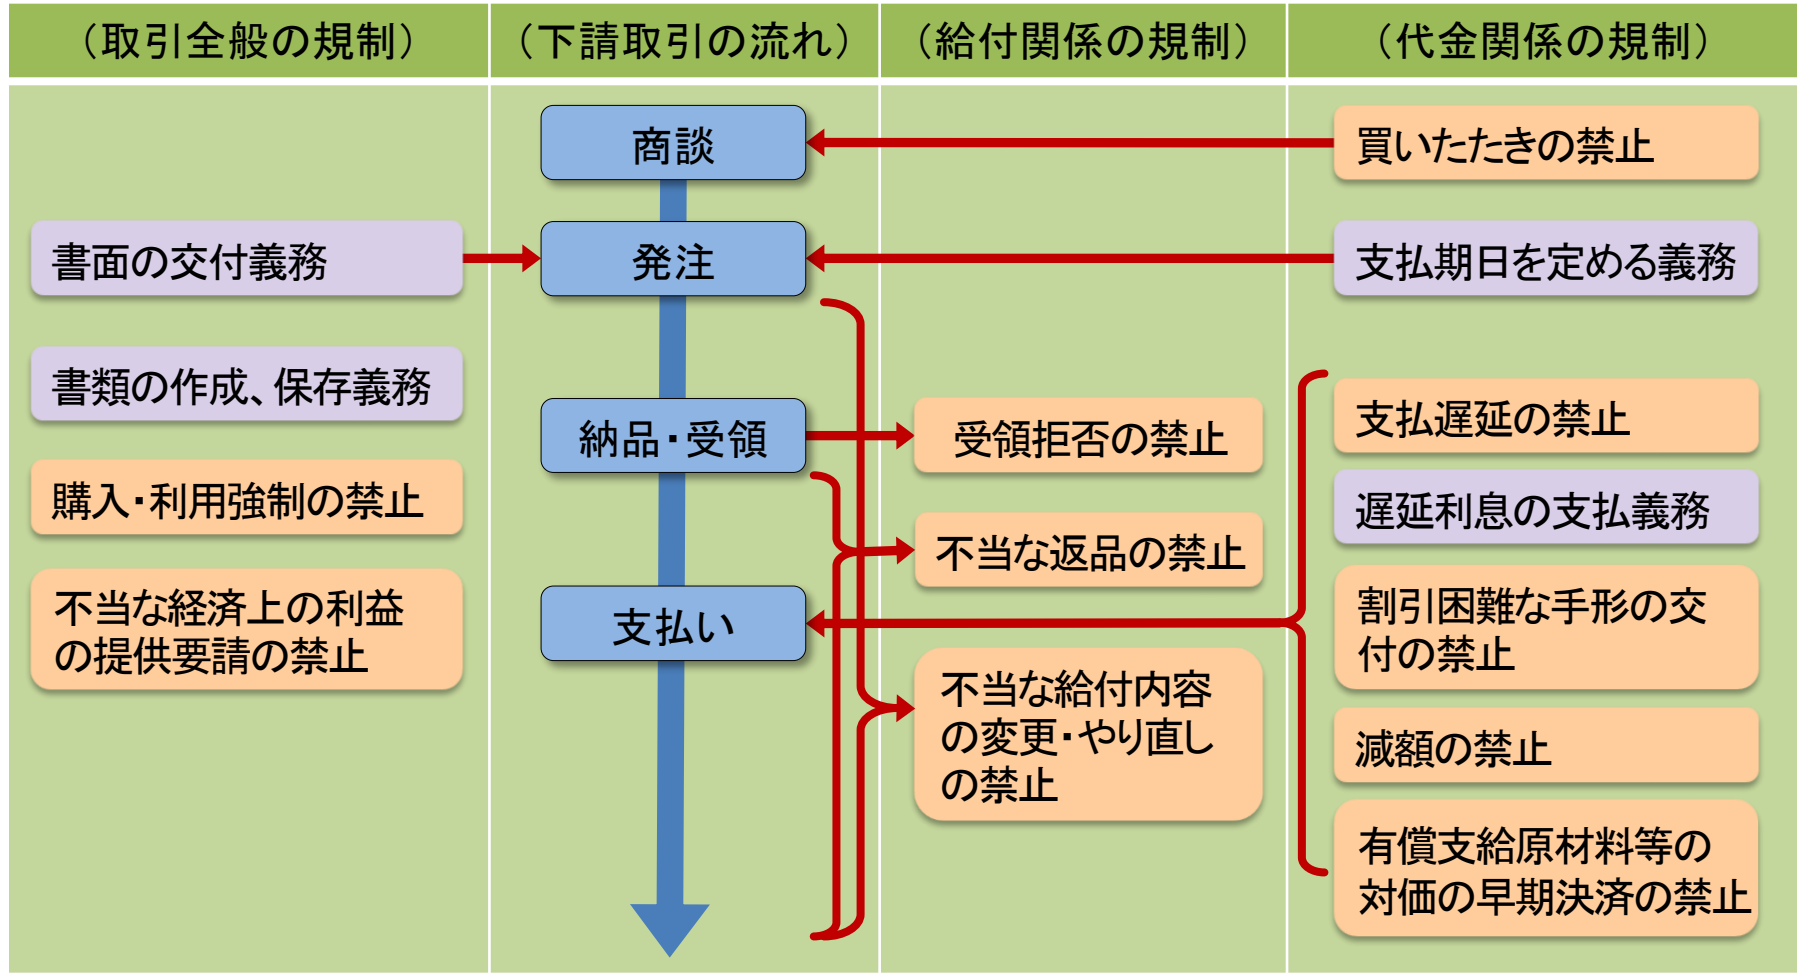 （取引全般の規制）
（下請取引の流れ）
（給付関係の規制）
（代金関係の規制）
商談
買いたたきの禁止
書面の交付義務
発注
支払期日を定める義務
書類の作成、保存義務
納品・受領
受領拒否の禁止
支払遅延の禁止
購入・利用強制の禁止
不当な返品の禁止
遅延利息の支払義務
不当な経済上の利益
の提供要請の禁止
支払い
割引困難な手形の交
付の禁止
不当な給付内容
の変更・やり直し
の禁止
減額の禁止
有償支給原材料等の
対価の早期決済の禁止